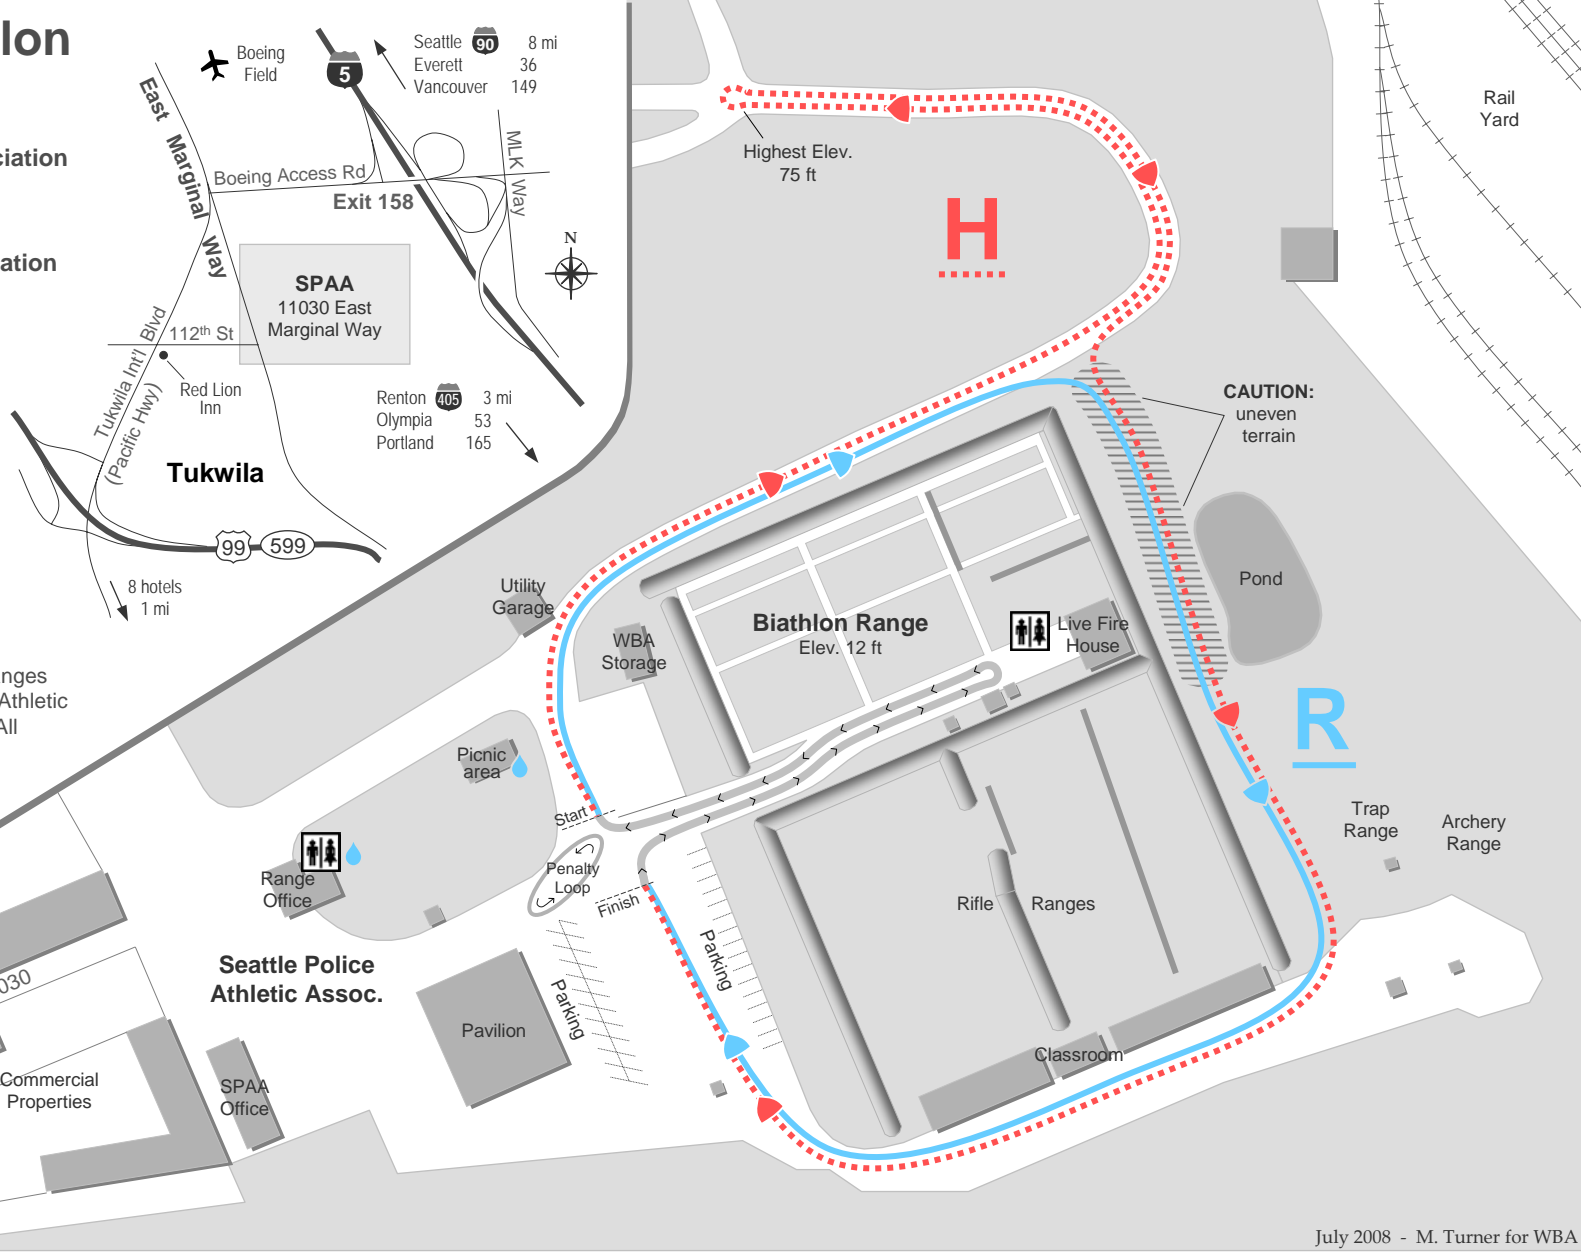 lon
ciation
ation
nges
Athletic
All
Boeing
Field
5
Seattle 90 8 mi
Everett 36
Vancouver 149
East Marginal Way
MLK Way
Boeing Access Rd
Exit 158
N
SPAA
11030 East
Marginal Way
Tukwila Int'l Blvd
(Pacific Hwy)
112th St
Red Lion
Inn
Renton 405 3 mi
Olympia 53
Portland 165
Tukwila
99 599
8 hotels
1 mi
Highest Elev.
75 ft
H
Rail
Yard
CAUTION:
uneven
terrain
Pond
Utility
Garage
WBA
Storage
Biathlon Range
Elev. 12 ft
Live Fire
House
R
Picnic
area
Start
Penalty
Loop
Finish
Range
Office
Parking
Parking
Rifle Ranges
Trap
Range
Archery
Range
Seattle Police
Athletic Assoc.
Pavilion
Classroom
030
Commercial
Properties
SPAA
Office
July 2008 - M. Turner for WBA